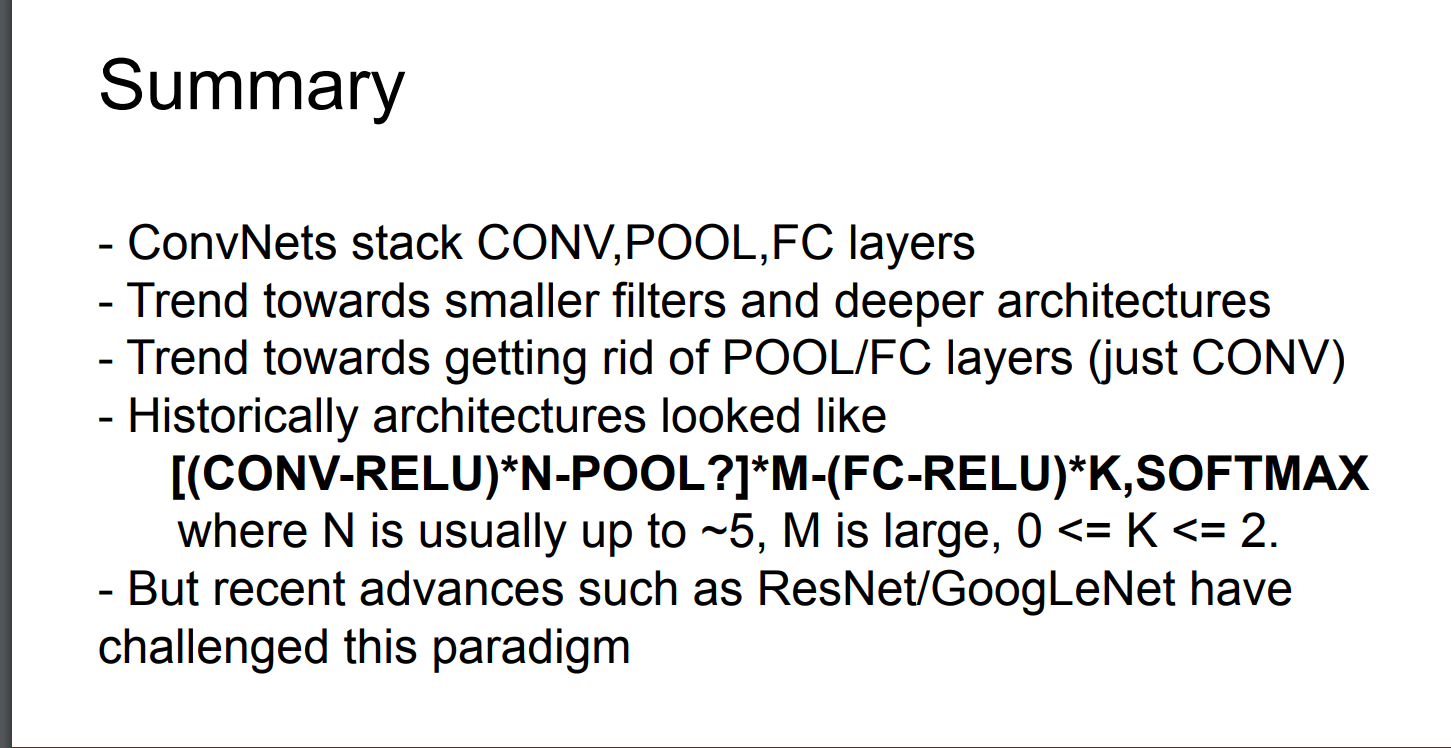 Summary
- ConvNets stack CONV,POOL,FC layers
- Trend towards smaller filters and deeper architectures
- Trend towards getting rid of POOL/FC layers (just CONV)
- Historically architectures looked like
[(CONV-RELU)*N-POOL?]*M-(FC-RELU)*K,SOFTMAX
where N is usually up to ~5, M is large, 0 <= K <= 2.
- But recent advances such as ResNet/GoogLeNet have
challenged this paradigm